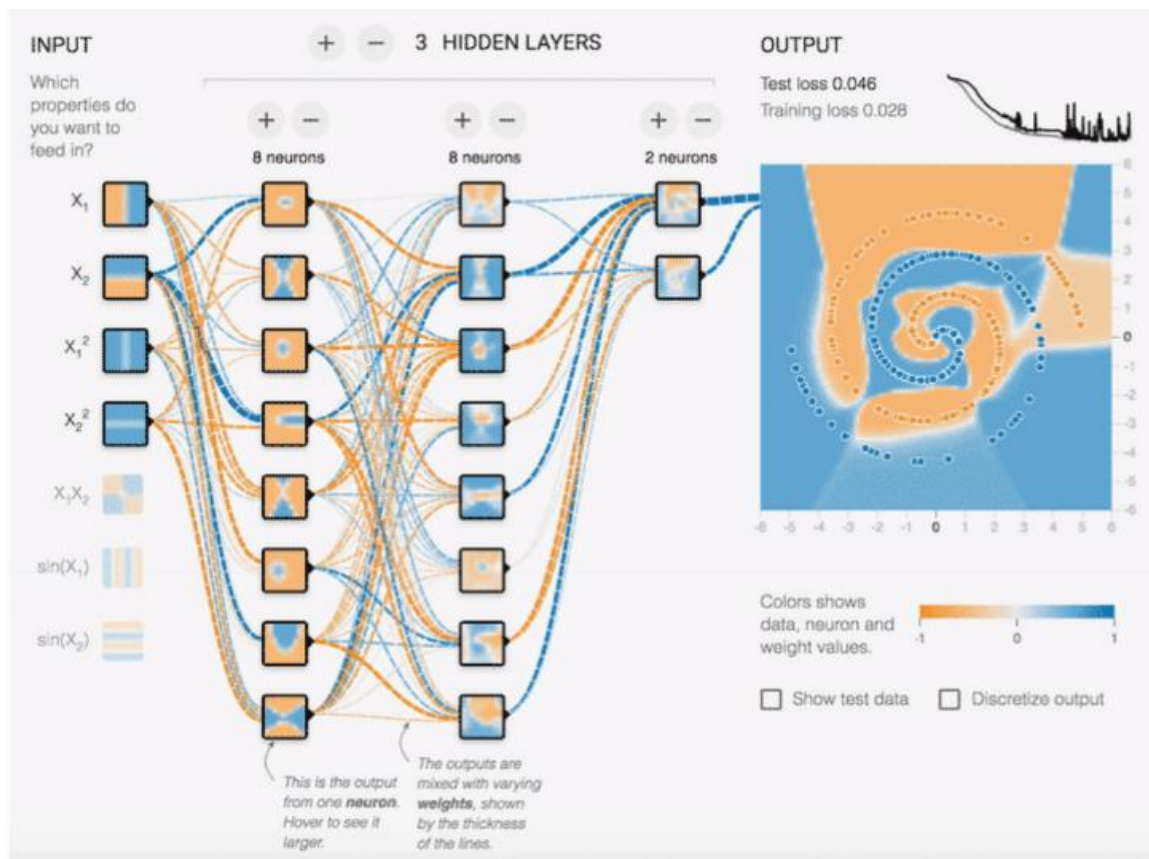 INPUT
Which
properties do
you want to
feed in?
X₁
X₂
X₁²
X₂²
X₁X₂
sin(X₁)
sin(X₂)
+ − 3 HIDDEN LAYERS
+ −
8 neurons
+ −
8 neurons
+ −
2 neurons
This is the output
from one neuron.
Hover to see it
larger.
The outputs are
mixed with varying
weights, shown
by the thickness
of the lines.
OUTPUT
Test loss 0.046
Training loss 0.028
6
5
4
3
2
1
0
-1
-2
-3
-4
-5
-6
-6 -5 -4 -3 -2 -1 0 1 2 3 4 5 6
Colors shows
data, neuron and
weight values.
-1 0 1
Show test data
Discretize output